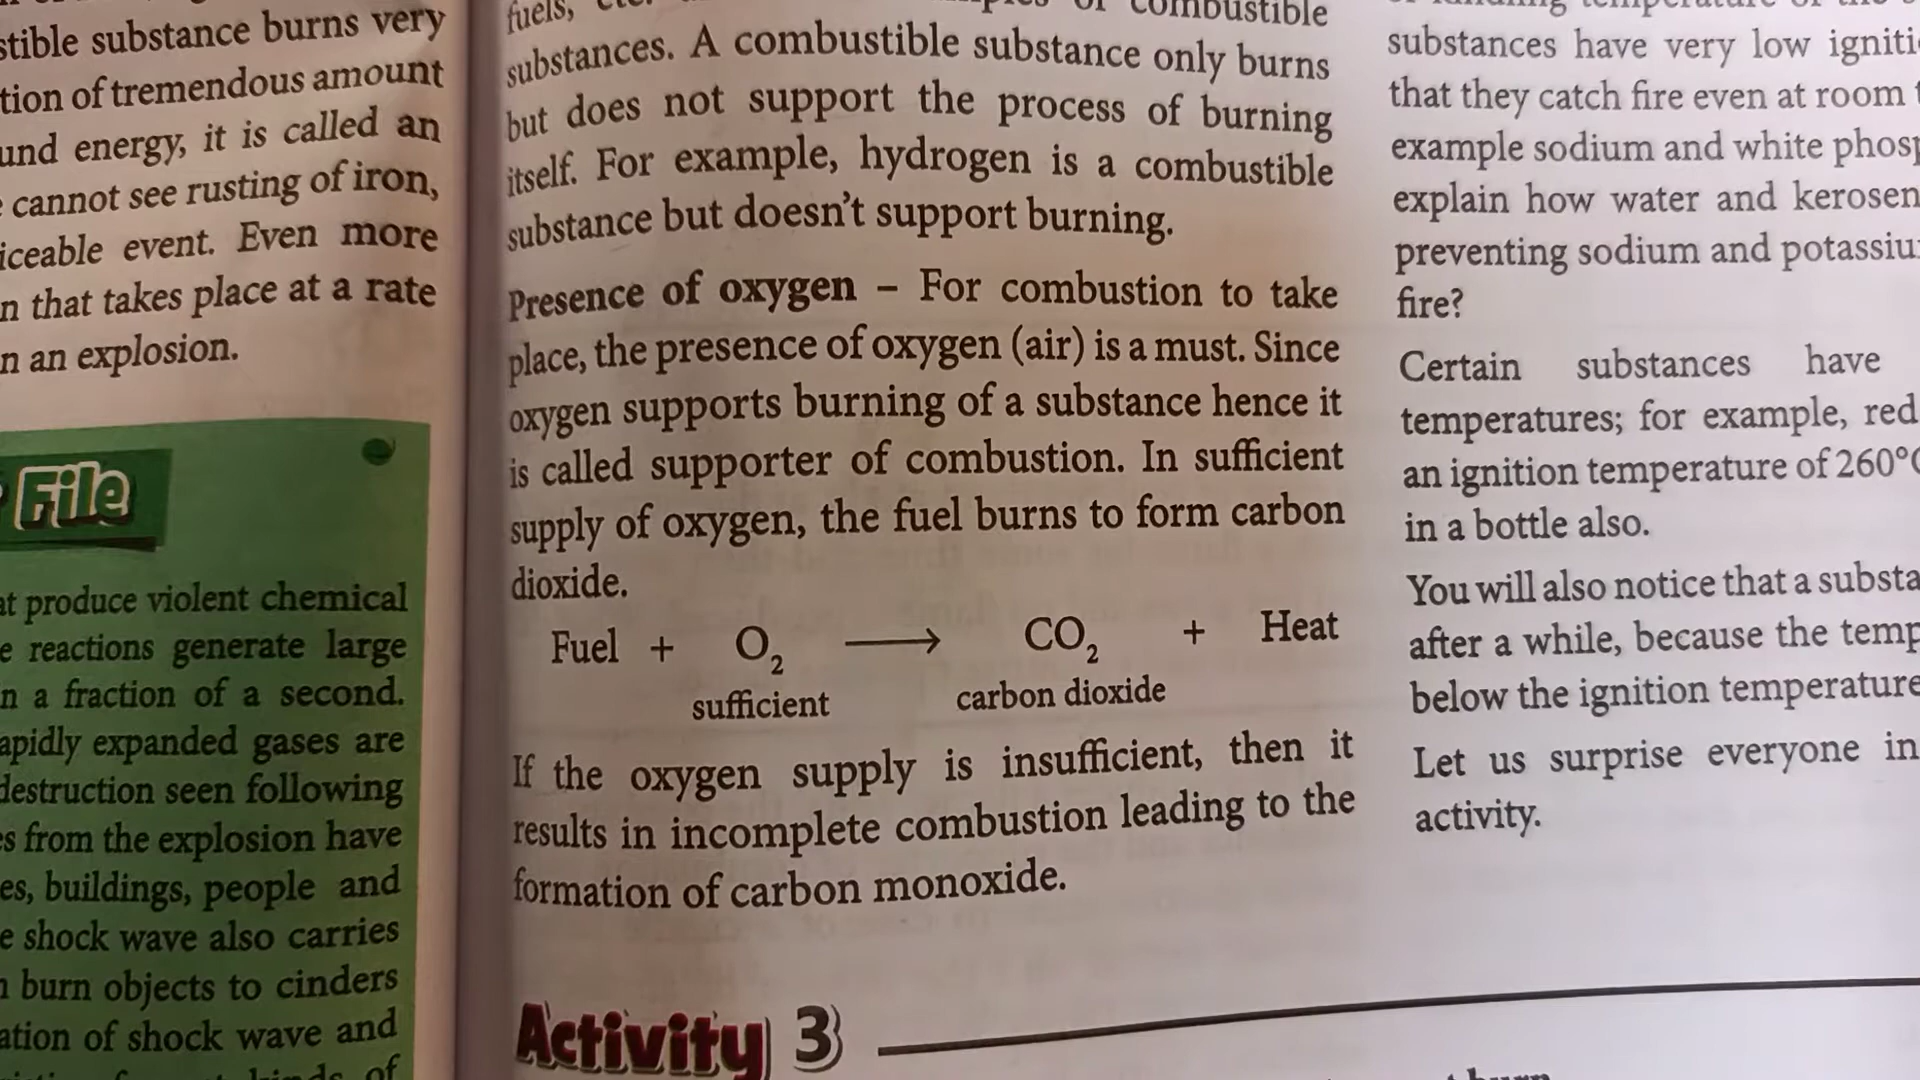 stible substance burns very
tion of tremendous amount
und energy, it is called an
cannot see rusting of iron,
iceable event. Even more
n that takes place at a rate
n an explosion.
File
at produce violent chemical
e reactions generate large
n a fraction of a second.
apidly expanded gases are
destruction seen following
es from the explosion have
es, buildings, people and
e shock wave also carries
n burn objects to cinders
ation of shock wave and
of
fuels, of combustible
substances. A combustible substance only burns
but does not support the process of burning
itself. For example, hydrogen is a combustible
substance but doesn't support burning.
Presence of oxygen – For combustion to take
place, the presence of oxygen (air) is a must. Since
oxygen supports burning of a substance hence it
is called supporter of combustion. In sufficient
supply of oxygen, the fuel burns to form carbon
dioxide.
Fuel + O₂ ⟶ CO₂ + Heat
sufficient carbon dioxide
If the oxygen supply is insufficient, then it
results in incomplete combustion leading to the
formation of carbon monoxide.
substances have very low igniti
that they catch fire even at room t
example sodium and white phosp
explain how water and kerosen
preventing sodium and potassiu
fire?
Certain substances have
temperatures; for example, red
an ignition temperature of 260°C
in a bottle also.
You will also notice that a substa
after a while, because the temp
below the ignition temperature
Let us surprise everyone in
activity.
Activity 3